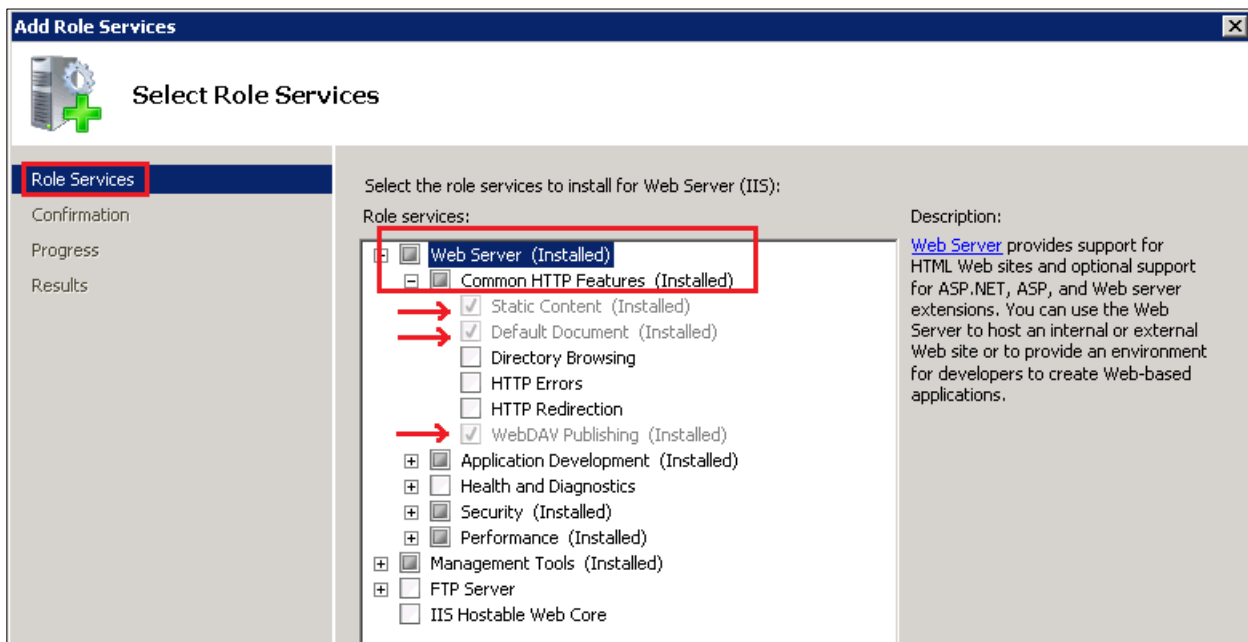 Add Role Services
Select Role Services
Role Services
Confirmation
Progress
Results
Select the role services to install for Web Server (IIS):
Role services:
Web Server (Installed)
Common HTTP Features (Installed)
Static Content (Installed)
Default Document (Installed)
Directory Browsing
HTTP Errors
HTTP Redirection
WebDAV Publishing (Installed)
Application Development (Installed)
Health and Diagnostics
Security (Installed)
Performance (Installed)
Management Tools (Installed)
FTP Server
IIS Hostable Web Core
Description:
Web Server provides support for
HTML Web sites and optional support
for ASP.NET, ASP, and Web server
extensions. You can use the Web
Server to host an internal or external
Web site or to provide an environment
for developers to create Web-based
applications.